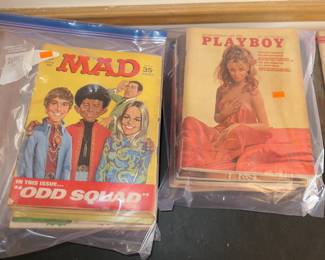 MAD
35
IN THIS ISSUE...
"ODD SQUAD"
PLAYBOY